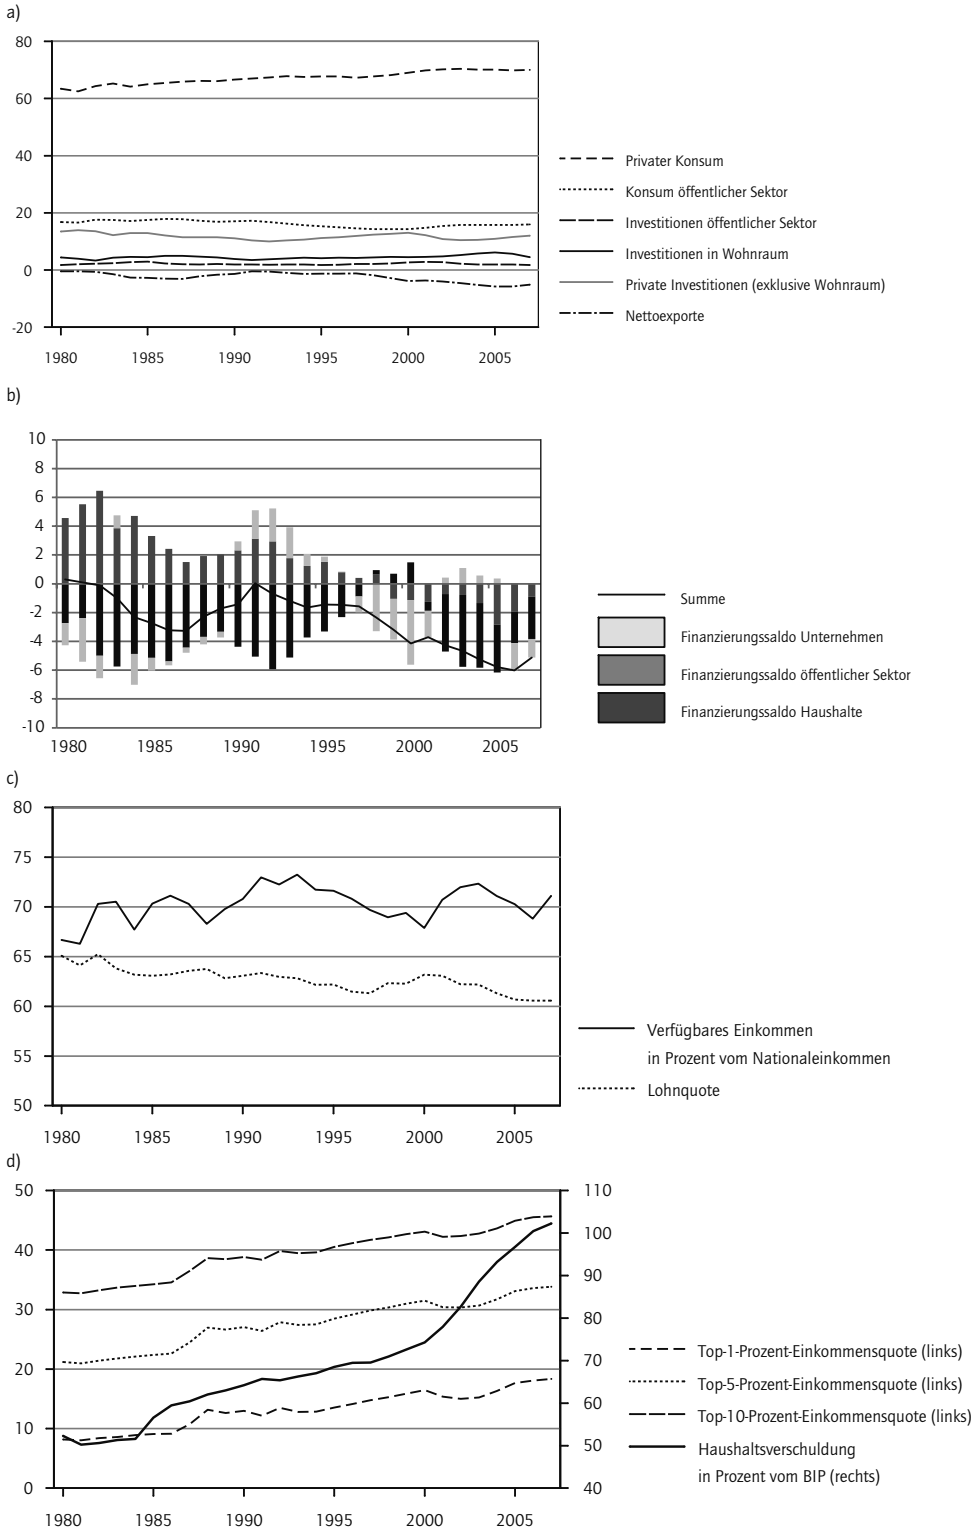 a)
80
60
40
20
0
-20
1980 1985 1990 1995 2000 2005
Privater Konsum
Konsum öffentlicher Sektor
Investitionen öffentlicher Sektor
Investitionen in Wohnraum
Private Investitionen (exklusive Wohnraum)
Nettoexporte
b)
10
8
6
4
2
0
-2
-4
-6
-8
-10
1980 1985 1990 1995 2000 2005
Summe
Finanzierungssaldo Unternehmen
Finanzierungssaldo öffentlicher Sektor
Finanzierungssaldo Haushalte
c)
80
75
70
65
60
55
50
1980 1985 1990 1995 2000 2005
Verfügbares Einkommen
in Prozent vom Nationaleinkommen
Lohnquote
d)
50
40
30
20
10
0
110
100
90
80
70
60
50
40
1980 1985 1990 1995 2000 2005
Top-1-Prozent-Einkommensquote (links)
Top-5-Prozent-Einkommensquote (links)
Top-10-Prozent-Einkommensquote (links)
Haushaltsverschuldung
in Prozent vom BIP (rechts)